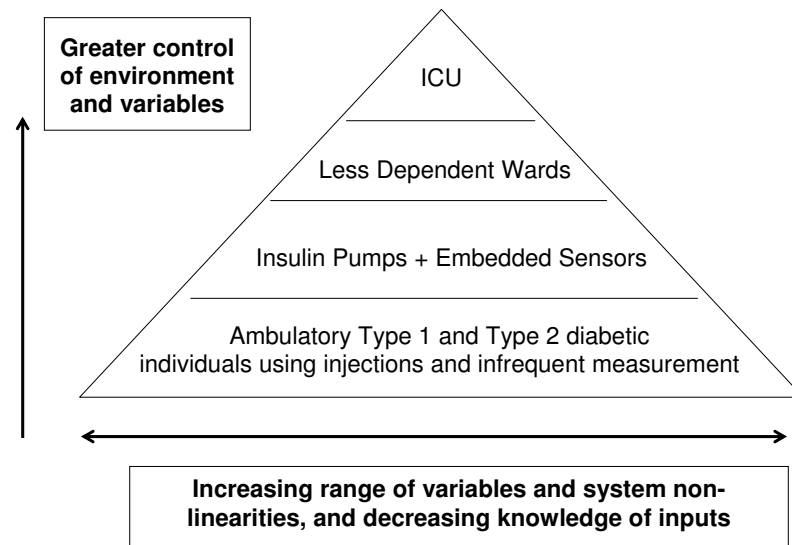 Greater control
of environment
and variables
ICU
Less Dependent Wards
Insulin Pumps + Embedded Sensors
Ambulatory Type 1 and Type 2 diabetic
individuals using injections and infrequent measurement
Increasing range of variables and system non-
linearities, and decreasing knowledge of inputs